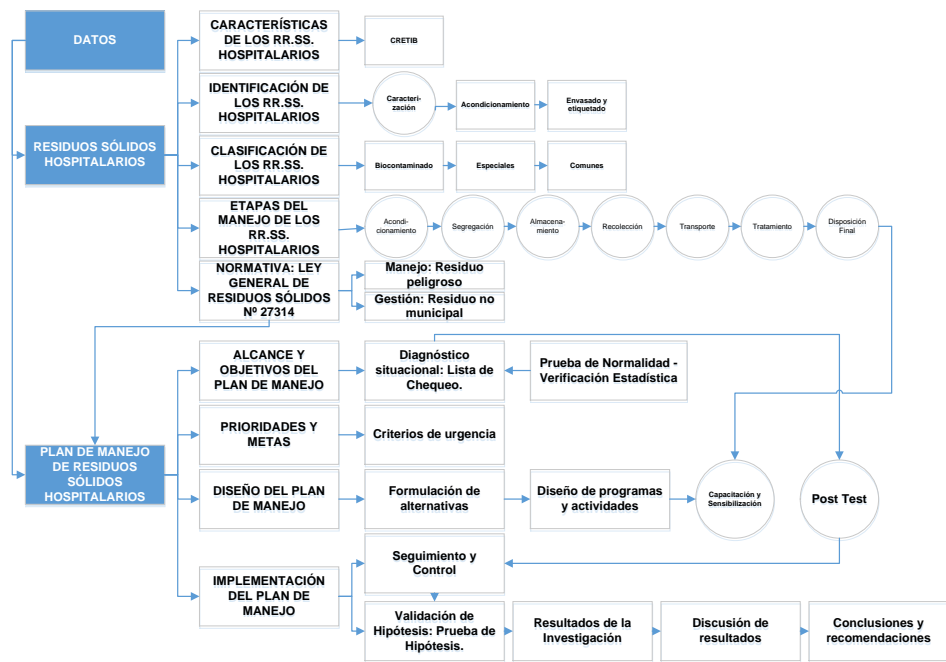 DATOS
CARACTERÍSTICAS
DE LOS RR.SS.
HOSPITALARIOS
CRETIB
IDENTIFICACIÓN DE
LOS RR.SS.
HOSPITALARIOS
Caracteri-
zación
Acondicionamiento
Envasado y
etiquetado
RESIDUOS SÓLIDOS
HOSPITALARIOS
CLASIFICACIÓN DE
LOS RR.SS.
HOSPITALARIOS
Biocontaminado
Especiales
Comunes
ETAPAS DEL
MANEJO DE LOS
RR.SS.
HOSPITALARIOS
Acondi-
cionamiento
Segregación
Almacena-
miento
Recolección
Transporte
Tratamiento
Disposición
Final
NORMATIVA: LEY
GENERAL DE
RESIDUOS SÓLIDOS
Nº 27314
Manejo: Residuo
peligroso
Gestión: Residuo no
municipal
ALCANCE Y
OBJETIVOS DEL
PLAN DE MANEJO
Diagnóstico
situacional: Lista de
Chequeo.
Prueba de Normalidad -
Verificación Estadística
PRIORIDADES Y
METAS
Criterios de urgencia
PLAN DE MANEJO
DE RESIDUOS
SÓLIDOS
HOSPITALARIOS
DISEÑO DEL PLAN
DE MANEJO
Formulación de
alternativas
Diseño de programas
y actividades
Capacitación y
Sensibilización
Post Test
IMPLEMENTACIÓN
DEL PLAN DE
MANEJO
Seguimiento y
Control
Validación de
Hipótesis: Prueba de
Hipótesis.
Resultados de la
Investigación
Discusión de
resultados
Conclusiones y
recomendaciones